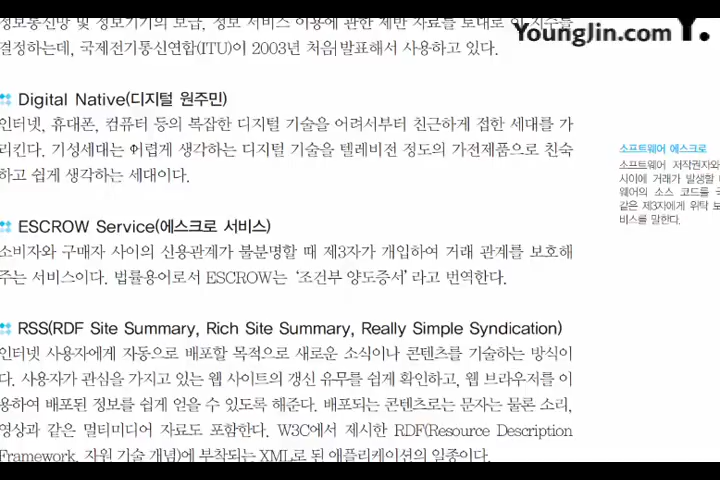 정보통신망 및 정보기기의 보급, 정보 서비스 이용에 관한 제반 자료를 토대로 이 지수를
결정하는데, 국제전기통신연합(ITU)이 2003년 처음 발표해서 사용하고 있다.
YoungJin.com Y.
Digital Native(디지털 원주민)
인터넷, 휴대폰, 컴퓨터 등의 복잡한 디지털 기술을 어려서부터 친근하게 접한 세대를 가
리킨다. 기성세대는 어렵게 생각하는 디지털 기술을 텔레비전 정도의 가전제품으로 친숙
하고 쉽게 생각하는 세대이다.
ESCROW Service(에스크로 서비스)
소비자와 구매자 사이의 신용관계가 불분명할 때 제3자가 개입하여 거래 관계를 보호해
주는 서비스이다. 법률용어로서 ESCROW는 ‘조건부 양도증서’라고 번역한다.
RSS(RDF Site Summary, Rich Site Summary, Really Simple Syndication)
인터넷 사용자에게 자동으로 배포할 목적으로 새로운 소식이나 콘텐츠를 기술하는 방식이
다. 사용자가 관심을 가지고 있는 웹 사이트의 갱신 유무를 쉽게 확인하고, 웹 브라우저를 이
용하여 배포된 정보를 쉽게 얻을 수 있도록 해준다. 배포되는 콘텐츠로는 문자는 물론 소리,
영상과 같은 멀티미디어 자료도 포함한다. W3C에서 제시한 RDF(Resource Description
Framework, 자원 기술 개념)에 부착되는 XML로 된 애플리케이션의 일종이다.
소프트웨어 에스크로
소프트웨어 저작권자와
사이에 거래가 발생할
웨어의 소스 코드를
같은 제3자에게 위탁
비스를 말한다.